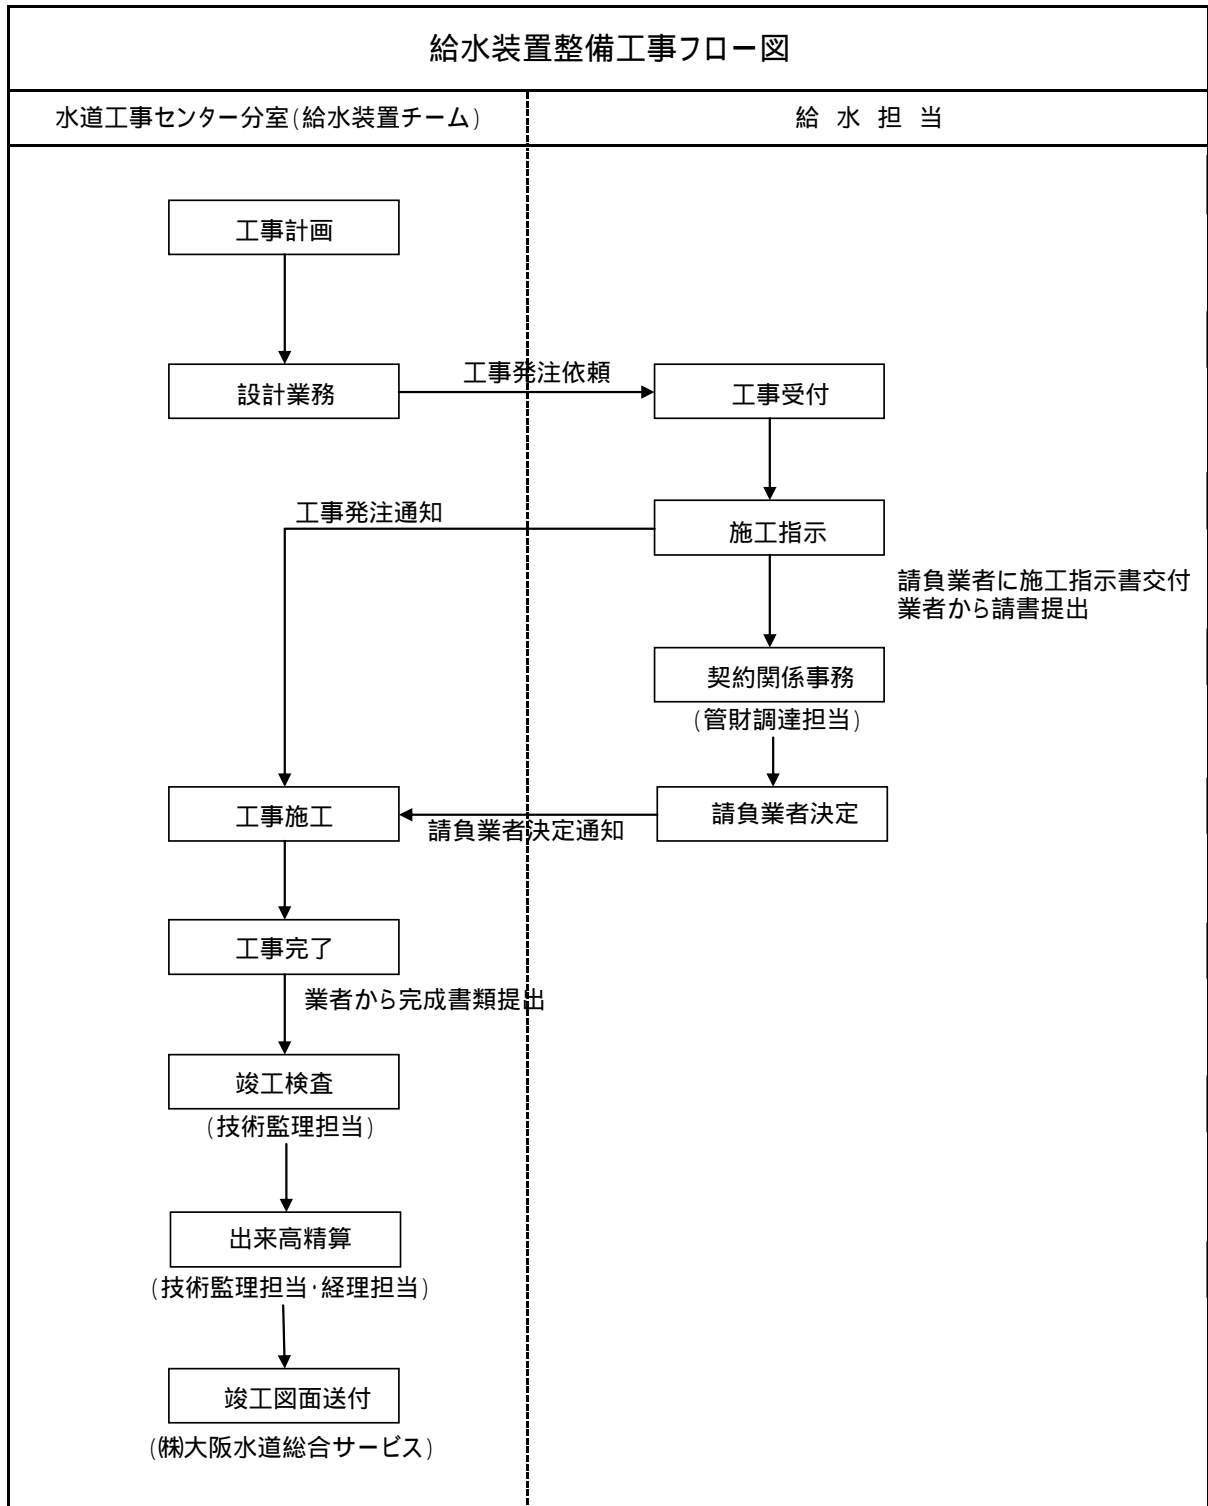 給水装置整備工事フロー図
水道工事センター分室(給水装置チーム)
給水担当
工事計画
設計業務
工事発注依頼
工事受付
工事発注通知
施工指示
請負業者に施工指示書交付
業者から請書提出
契約関係事務
(管財調達担当)
工事施工
請負業者決定通知
請負業者決定
工事完了
業者から完成書類提出
竣工検査
(技術監理担当)
出来高精算
(技術監理担当・経理担当)
竣工図面送付
(㈱大阪水道総合サービス)